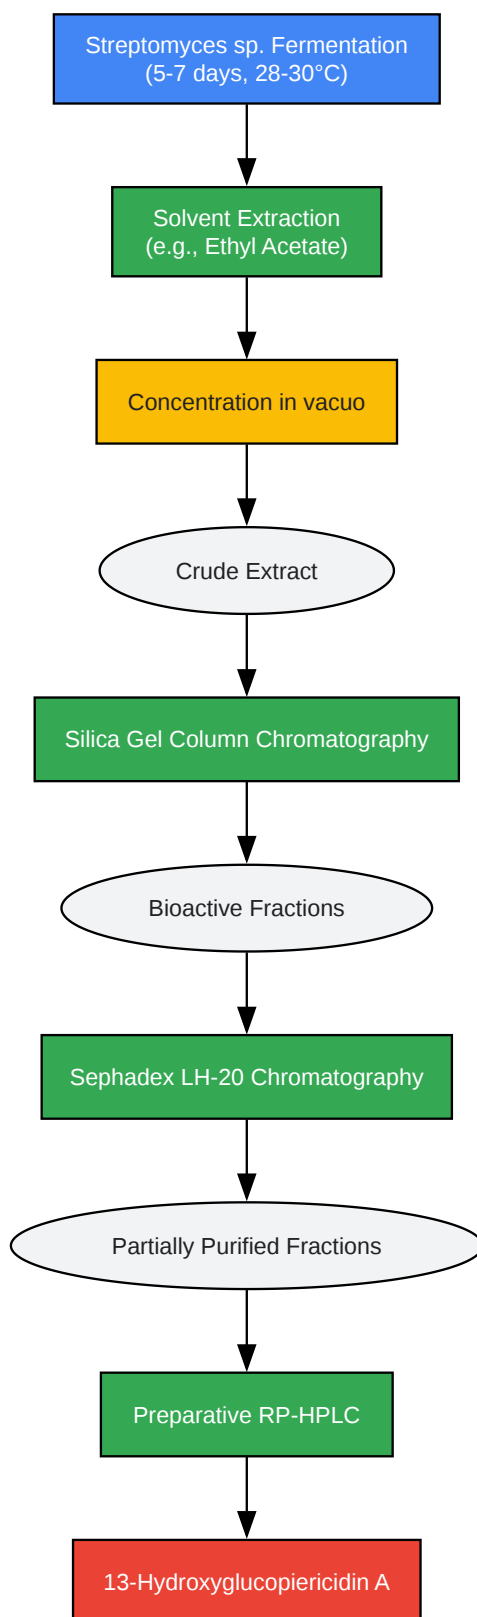 Streptomyces sp. Fermentation
(5-7 days, 28-30°C)
Solvent Extraction
(e.g., Ethyl Acetate)
Concentration in vacuo
Crude Extract
Silica Gel Column Chromatography
Bioactive Fractions
Sephadex LH-20 Chromatography
Partially Purified Fractions
Preparative RP-HPLC
13-Hydroxyglucopiericidin A